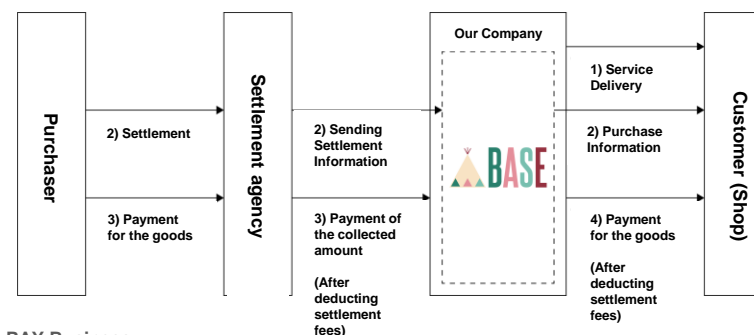 Our Company
Purchaser
Settlement agency
Customer (Shop)
1) Service
Delivery
2) Settlement
2) Sending
Settlement
Information
2) Purchase
Information
BASE
3) Payment
for the goods
3) Payment of
the collected
amount
(After
deducting
settlement
fees)
4) Payment
for the goods
(After
deducting
settlement
fees)